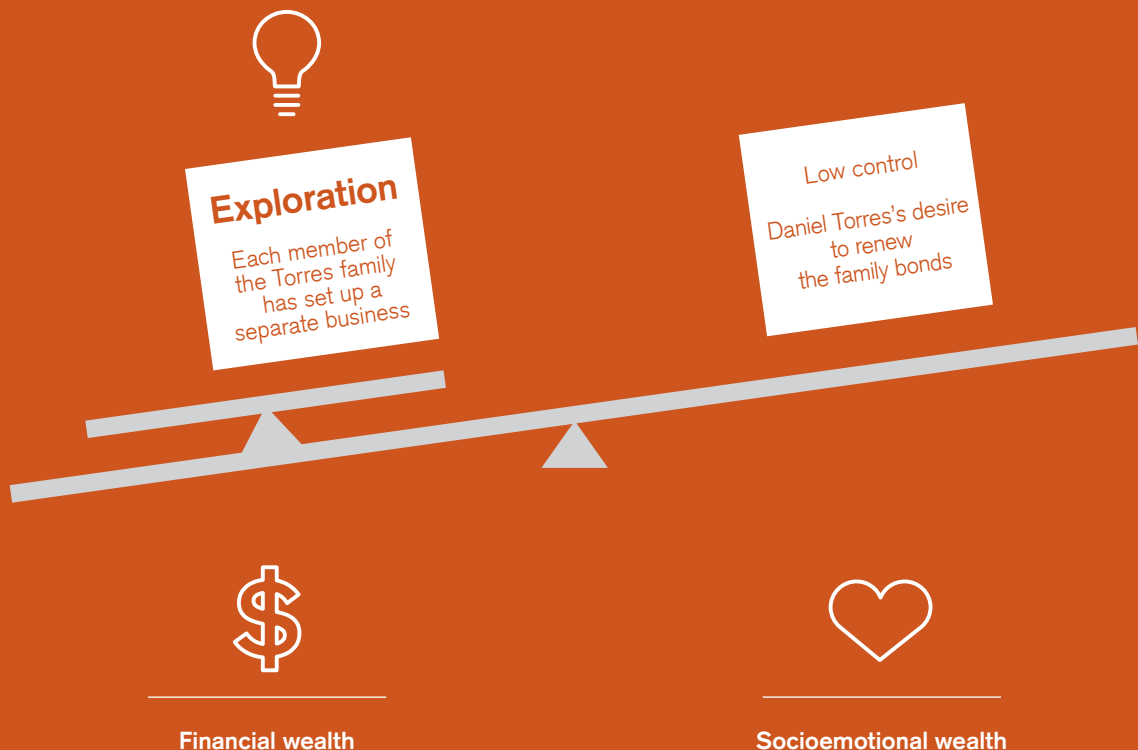 Exploration
Each member of
the Torres family
has set up a
separate business
Low control
Daniel Torres's desire
to renew
the family bonds
$
Financial wealth
Socioemotional wealth